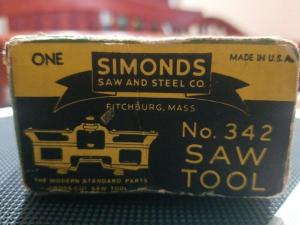 ONE
SIMONDS
MADE IN U.S.A.
SAW AND STEEL CO.
FITCHBURG, MASS
No. 342
SAW
TOOL
THE MODERN STANDARD PARTS
CROSS-CUT SAW TOOL